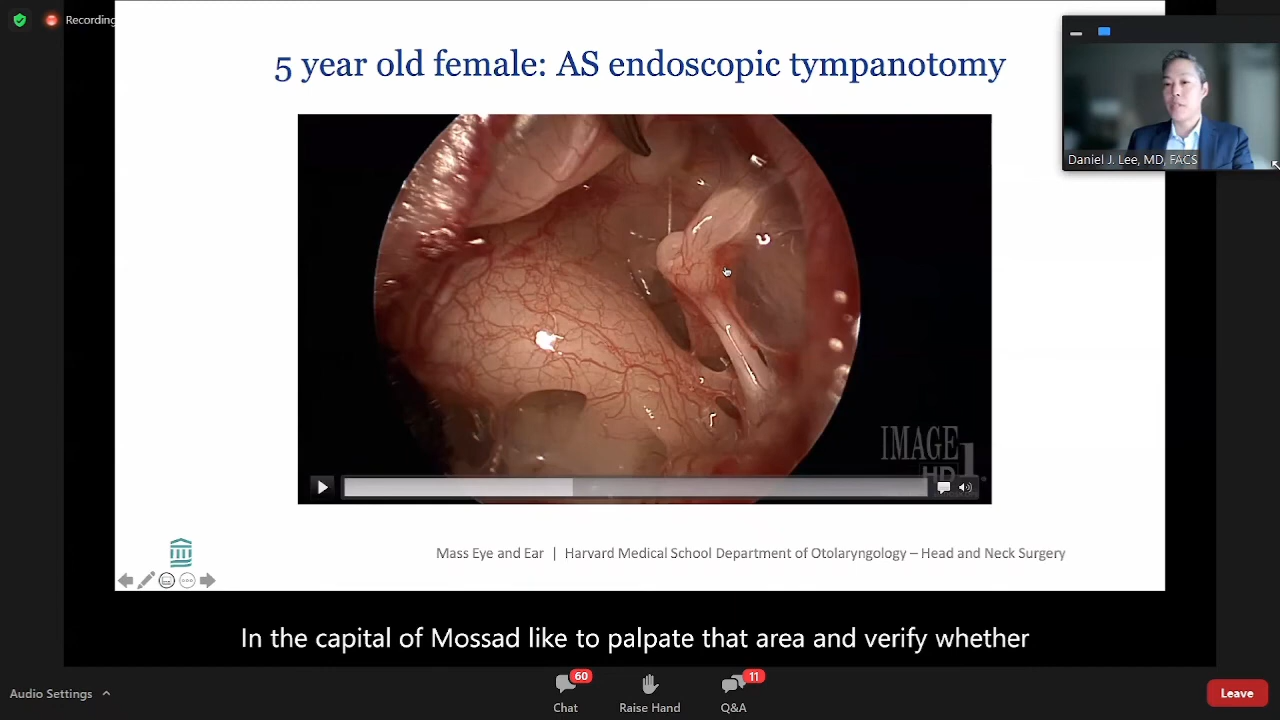 Recording
5 year old female: AS endoscopic tympanotomy
Daniel J. Lee, MD, FACS
IMAGE
1
HD
Mass Eye and Ear | Harvard Medical School Department of Otolaryngology – Head and Neck Surgery
In the capital of Mossad like to palpate that area and verify whether
Audio Settings
60
Chat
Raise Hand
11
Q&A
Leave